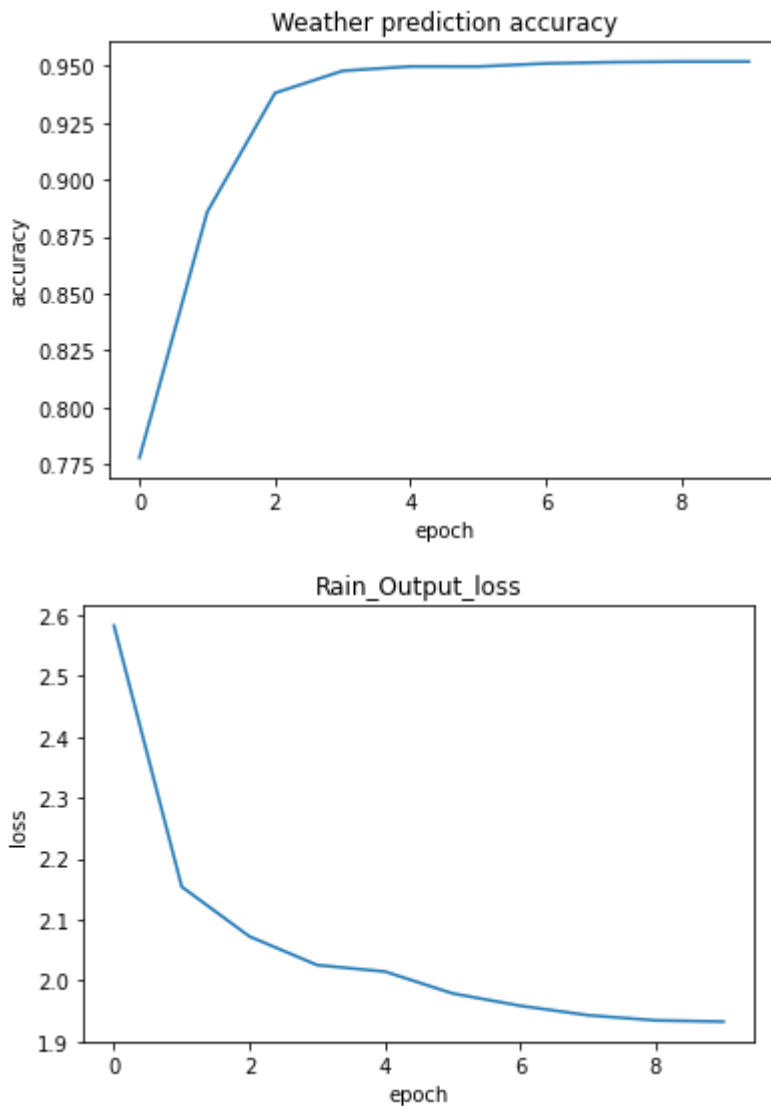 Weather prediction accuracy
0.950
0.925
0.900
0.875
0.850
0.825
0.800
0.775
accuracy
0 2 4 6 8
epoch
Rain_Output_loss
2.6
2.5
2.4
2.3
2.2
2.1
2.0
1.9
loss
0 2 4 6 8
epoch